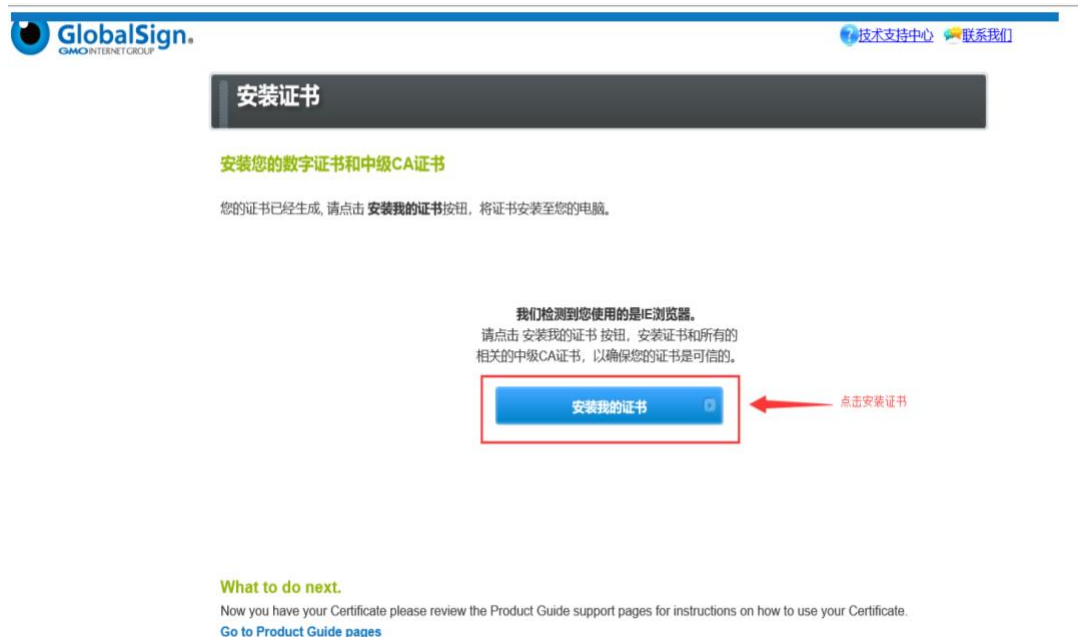 GlobalSign.
GMO INTERNET GROUP
技术支持中心 联系我们
安装证书
安装您的数字证书和中级CA证书
您的证书已经生成, 请点击 安装我的证书按钮，将证书安装至您的电脑。
我们检测到您使用的是IE浏览器。
请点击 安装我的证书 按钮，安装证书和所有的
相关的中级CA证书，以确保您的证书是可信的。
安装我的证书
点击安装证书
What to do next.
Now you have your Certificate please review the Product Guide support pages for instructions on how to use your Certificate.
Go to Product Guide pages